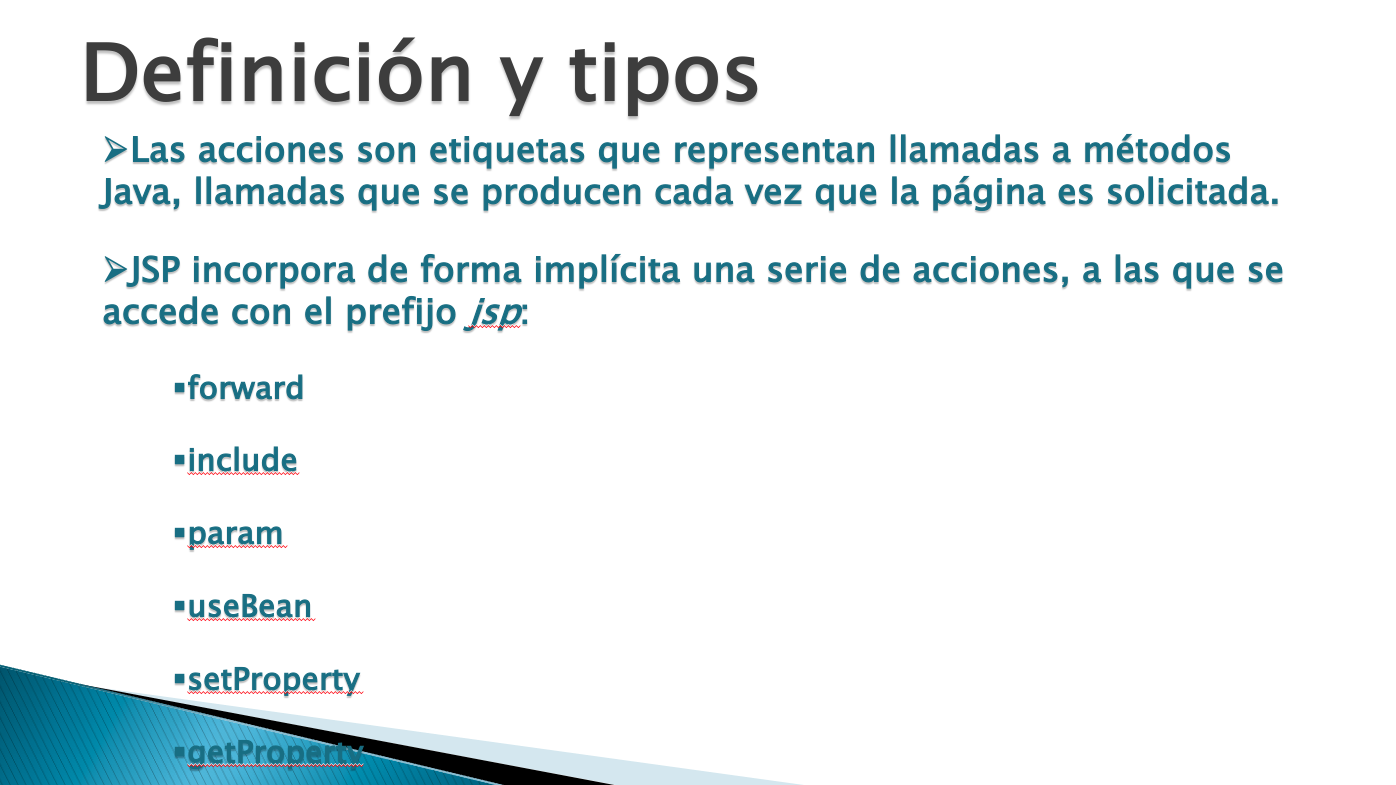 Definición y tipos
➢Las acciones son etiquetas que representan llamadas a métodos
Java, llamadas que se producen cada vez que la página es solicitada.
➢JSP incorpora de forma implícita una serie de acciones, a las que se
accede con el prefijo jsp:
▪forward
▪include
▪param
▪useBean
▪setProperty
▪getProperty